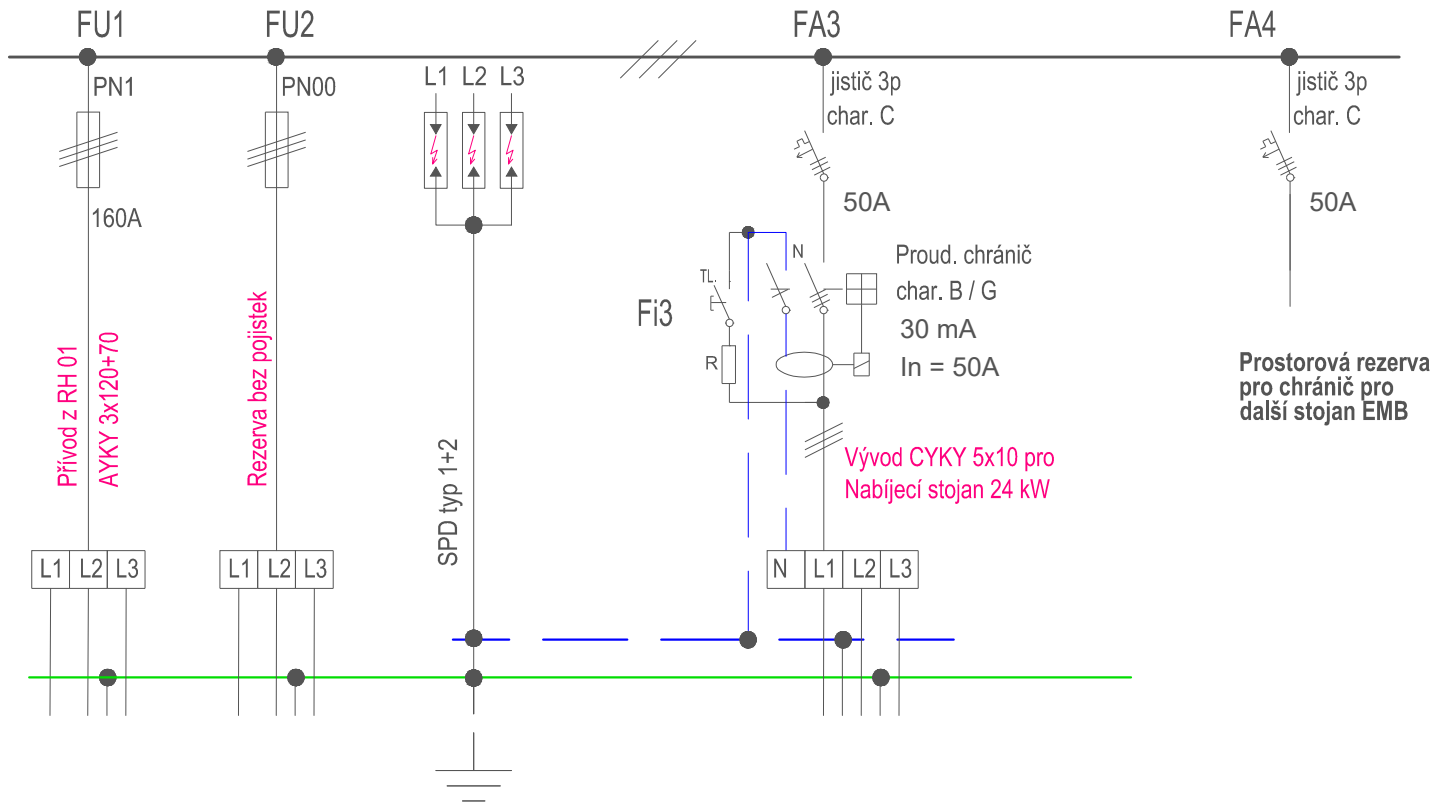 FU1
FU2
FA3
FA4
PN1
PN00
L1 L2 L3
jistič 3p
char. C
jistič 3p
char. C
160A
50A
50A
Přívod z RH 01
AYKY 3x120+70
Rezerva bez pojistek
SPD typ 1+2
Fi3
TL.
N
R
Proud. chránič
char. B / G
30 mA
In = 50A
Prostorová rezerva
pro chránič pro
další stojan EMB
Vývod CYKY 5x10 pro
Nabíjecí stojan 24 kW
L1 L2 L3
L1 L2 L3
N L1 L2 L3